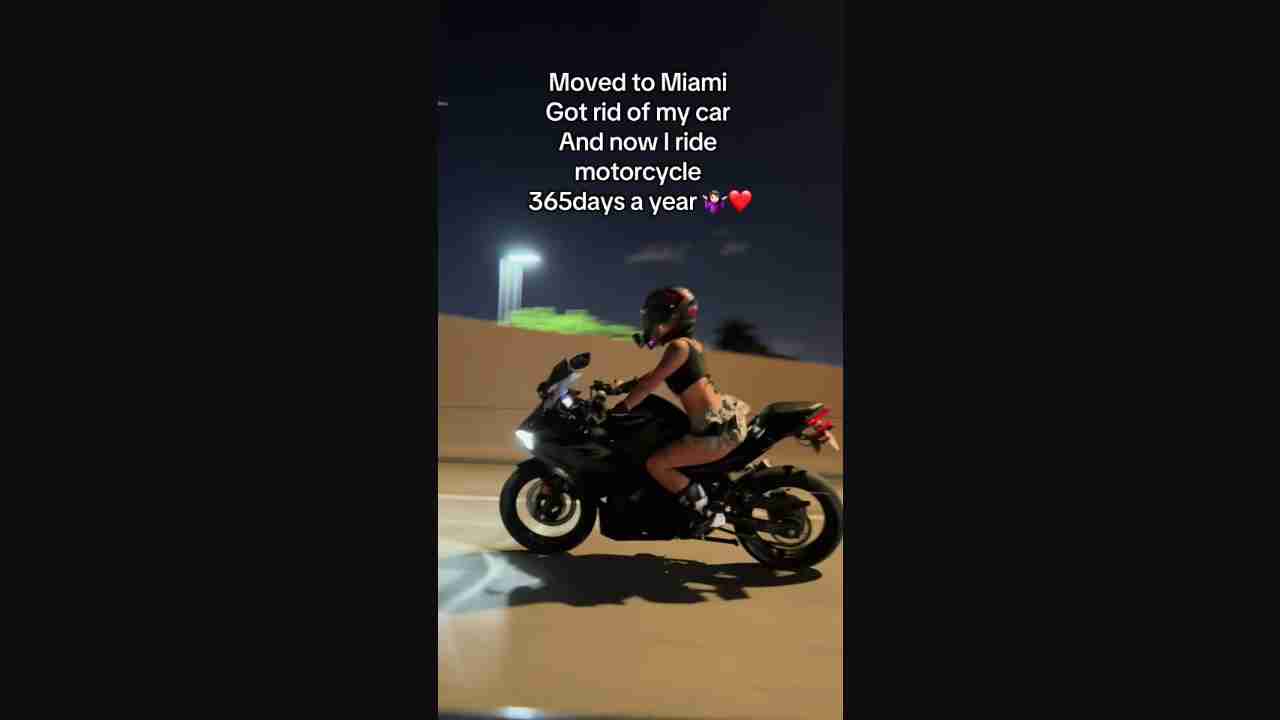 Moved to Miami
Got rid of my car
And now I ride
motorcycle
365days a year 🤷🏻‍♀️❤️